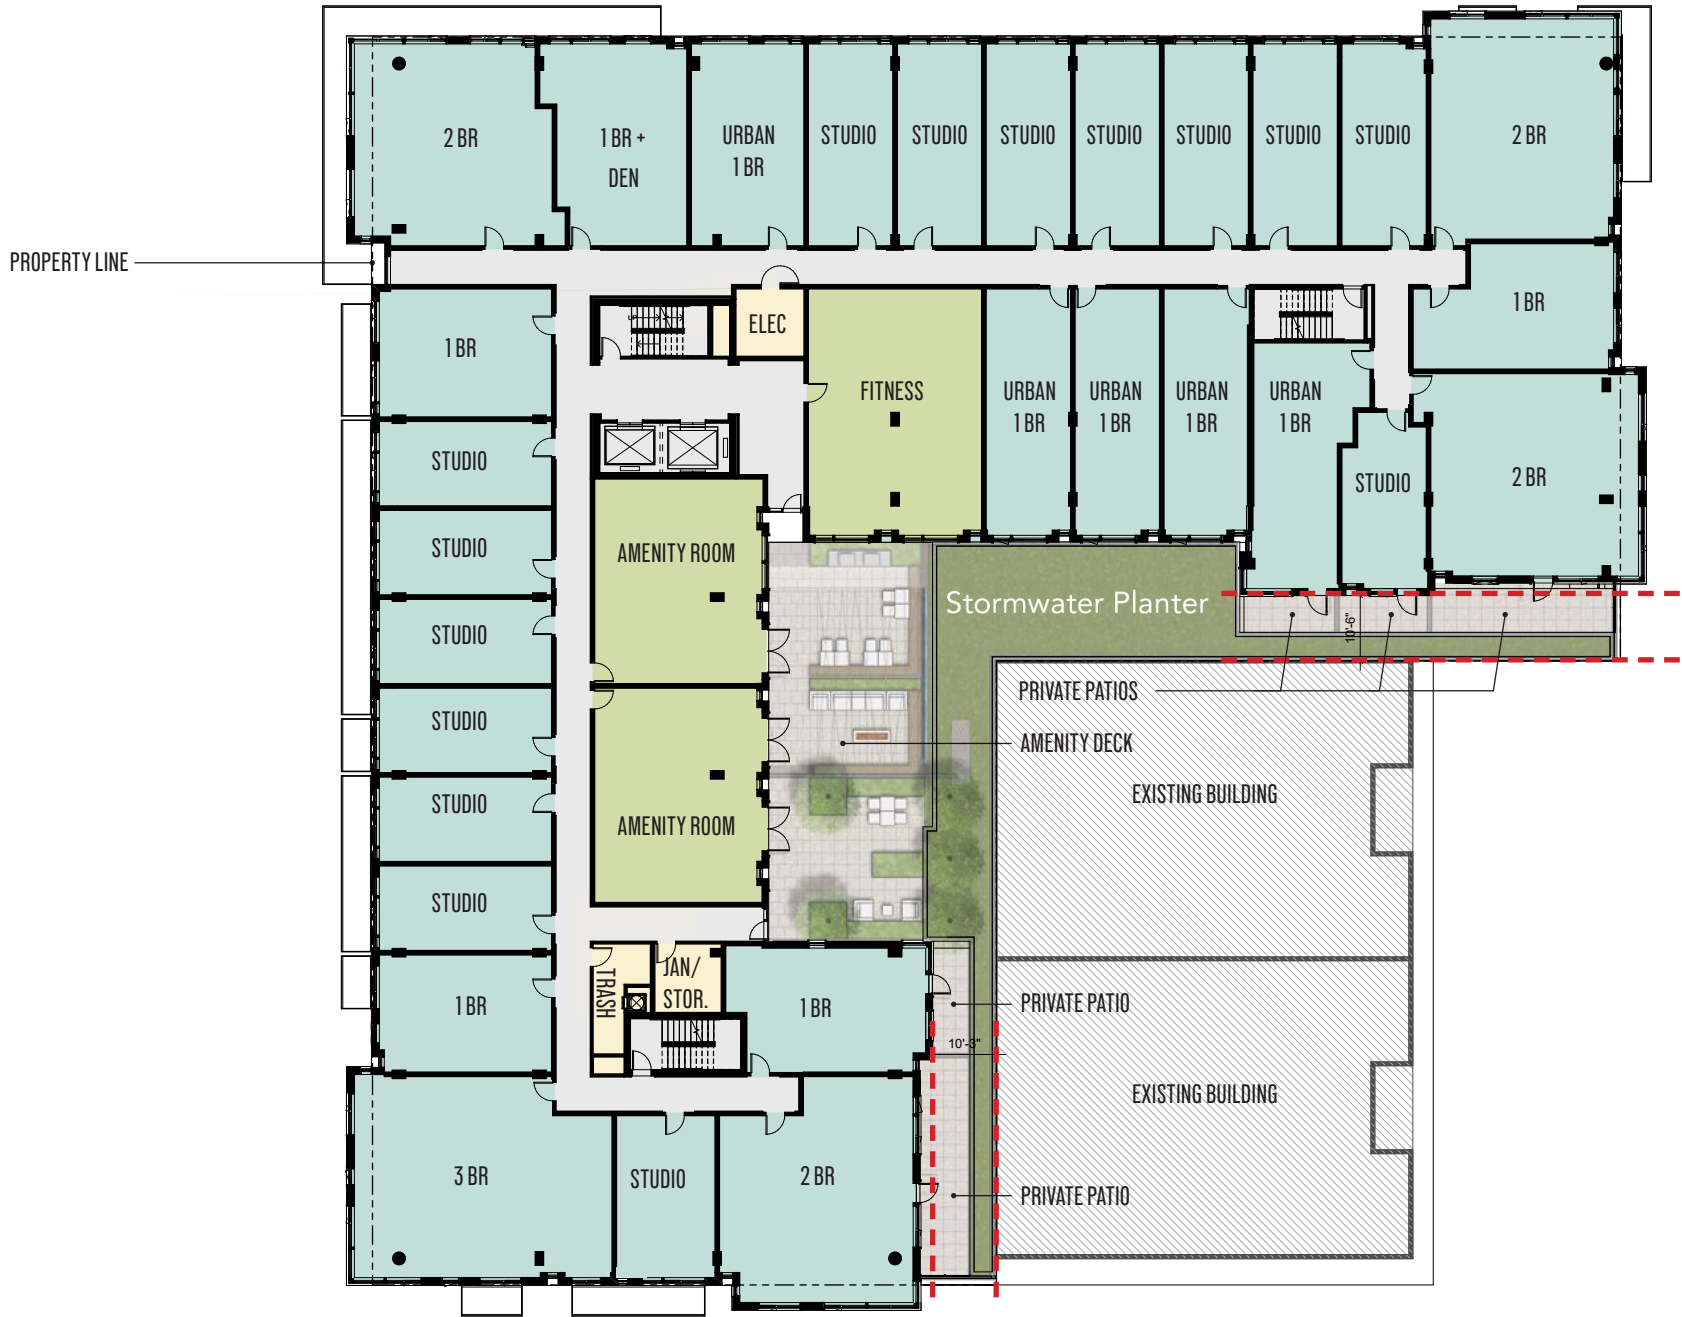 2 BR
1 BR +
DEN
URBAN
1 BR
STUDIO
STUDIO
STUDIO
STUDIO
STUDIO
STUDIO
STUDIO
2 BR
PROPERTY LINE
1 BR
UP
ELEC
FITNESS
URBAN
1 BR
URBAN
1 BR
URBAN
1 BR
URBAN
1 BR
1 BR
STUDIO
2 BR
STUDIO
STUDIO
STUDIO
STUDIO
STUDIO
STUDIO
1 BR
AMENITY ROOM
AMENITY ROOM
Stormwater Planter
10'-6"
PRIVATE PATIOS
AMENITY DECK
EXISTING BUILDING
TRASH
JAN/
STOR.
1 BR
PRIVATE PATIO
10'-3"
EXISTING BUILDING
3 BR
STUDIO
2 BR
PRIVATE PATIO